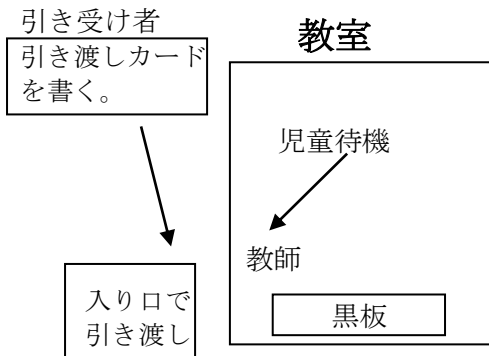 引き受け者
引き渡しカード
を書く。
教室
児童待機
教師
黒板
入り口で
引き渡し